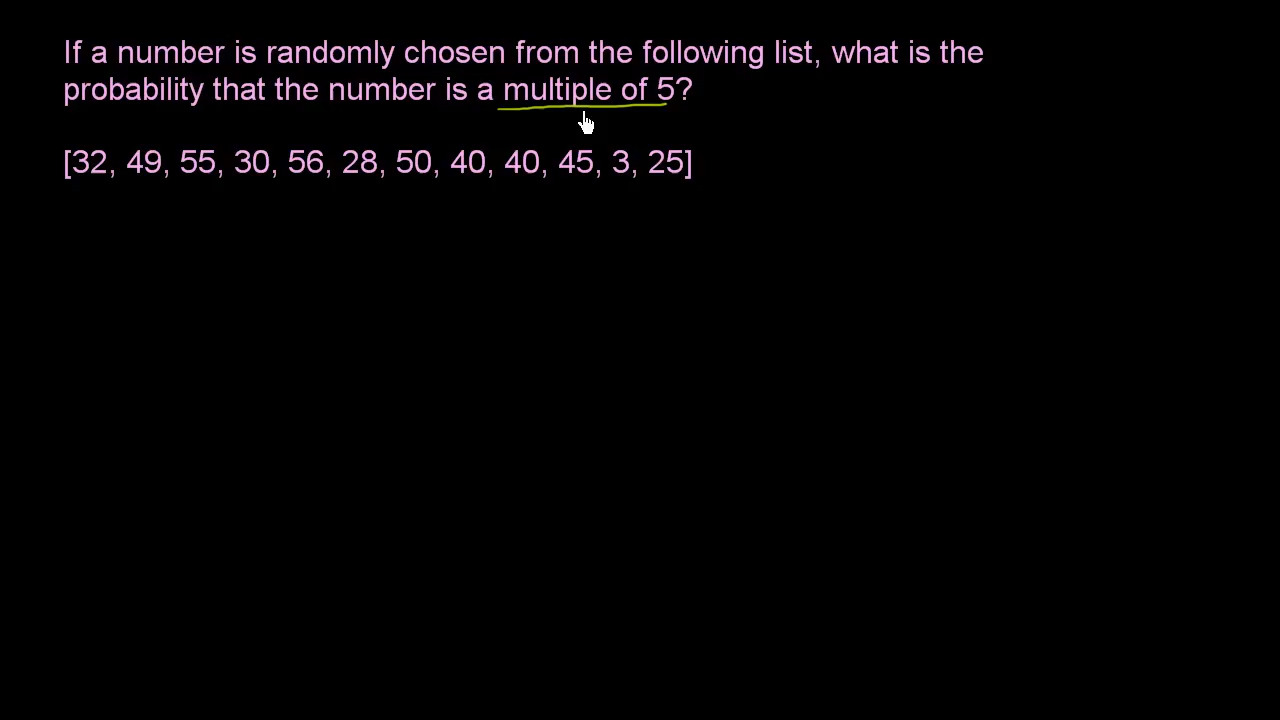 If a number is randomly chosen from the following list, what is the
probability that the number is a multiple of 5?
[32, 49, 55, 30, 56, 28, 50, 40, 40, 45, 3, 25]